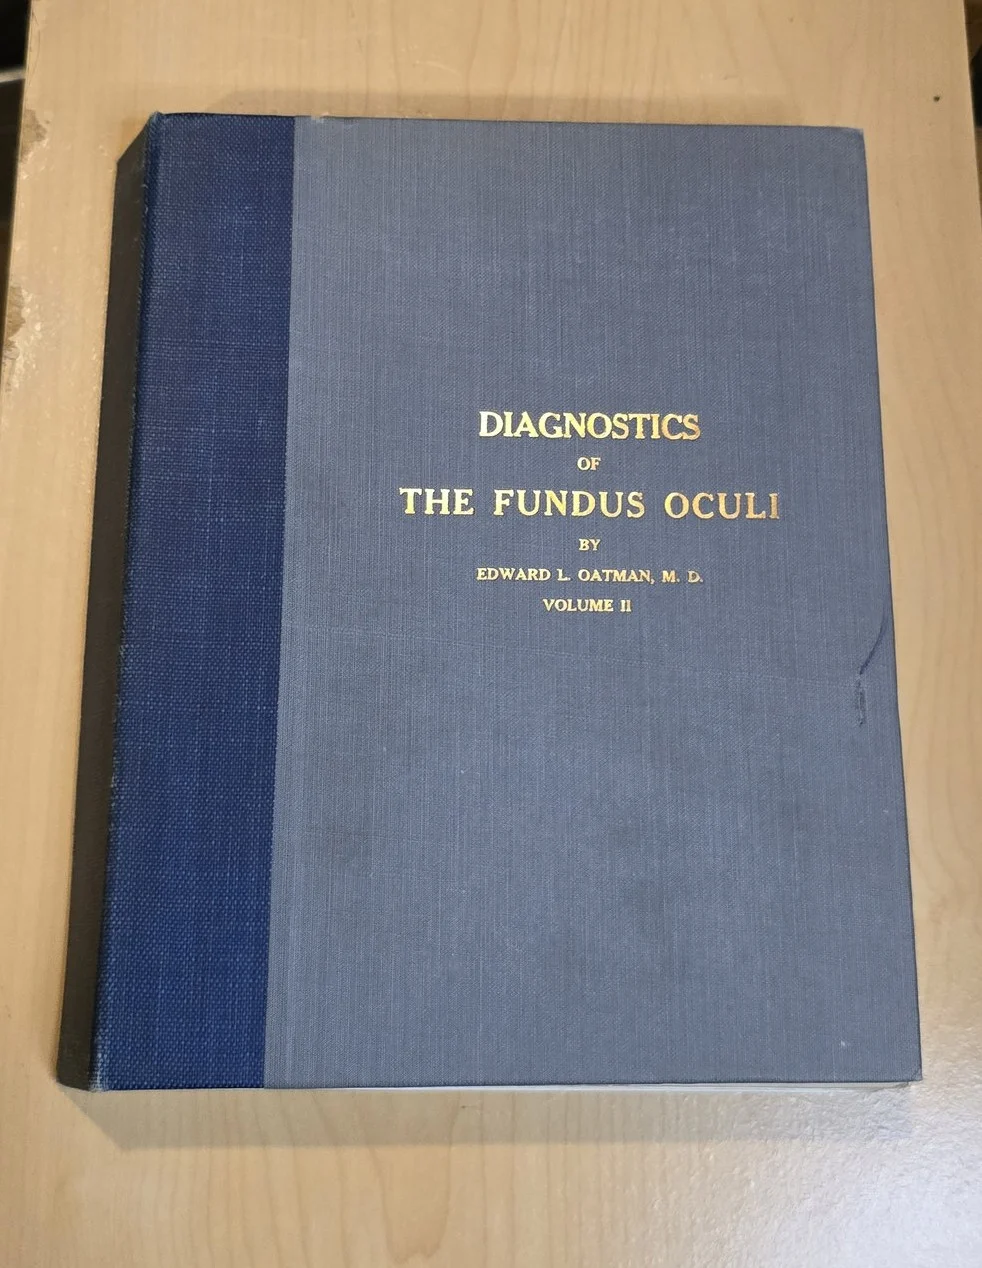 DIAGNOSTICS
OF
THE FUNDUS OCULI
BY
EDWARD L. OATMAN, M. D.
VOLUME II